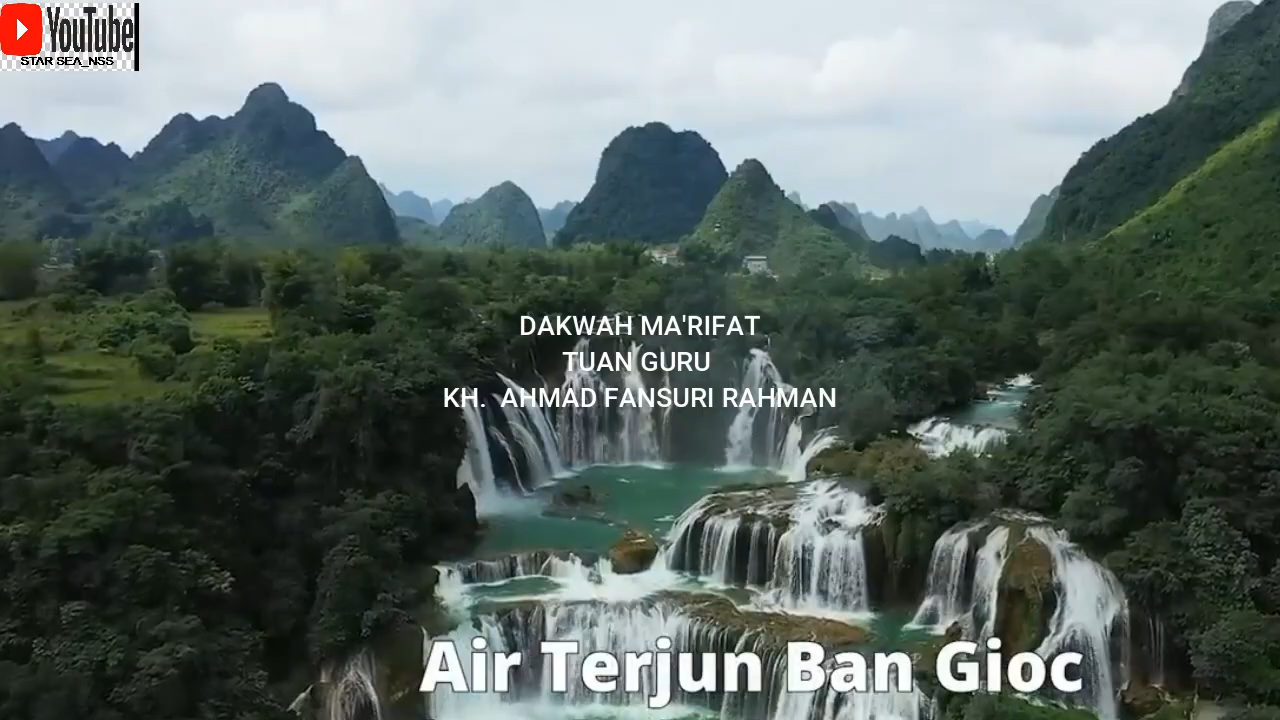 YouTube
STAR SEA_NSS
DAKWAH MA'RIFAT
TUAN GURU
KH. AHMAD FANSURI RAHMAN
Air Terjun Ban Gioc